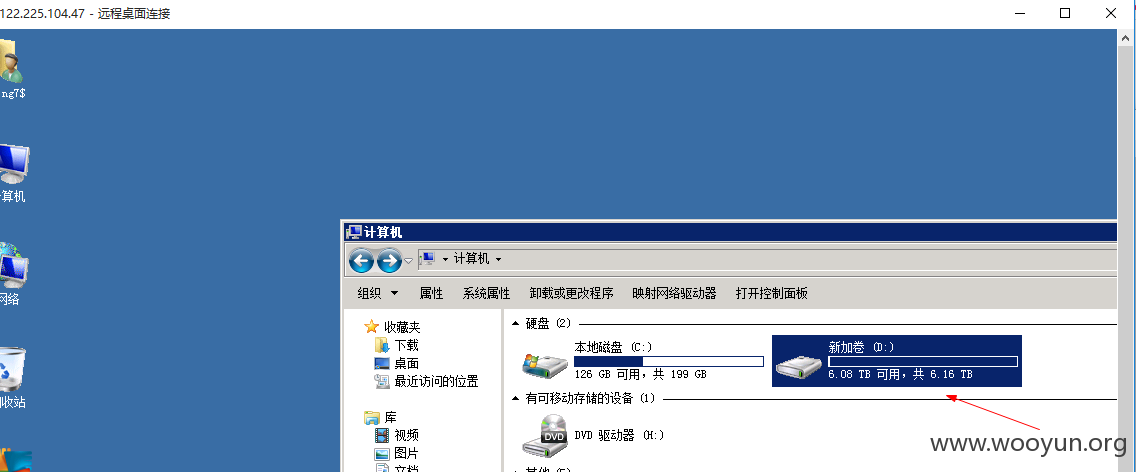 122.225.104.47 - 远程桌面连接
ng7$
计算机
组织 属性 系统属性 卸载或更改程序 映射网络驱动器 打开控制面板
收藏夹
下载
桌面
最近访问的位置
库
视频
图片
文档
硬盘 (2)
本地磁盘 (C:)
126 GB 可用，共 199 GB
新加卷 (D:)
6.08 TB 可用，共 6.16 TB
有可移动存储的设备 (1)
DVD
DVD 驱动器 (H:)
计算机
算机
网络
收站
www.wooyun.org